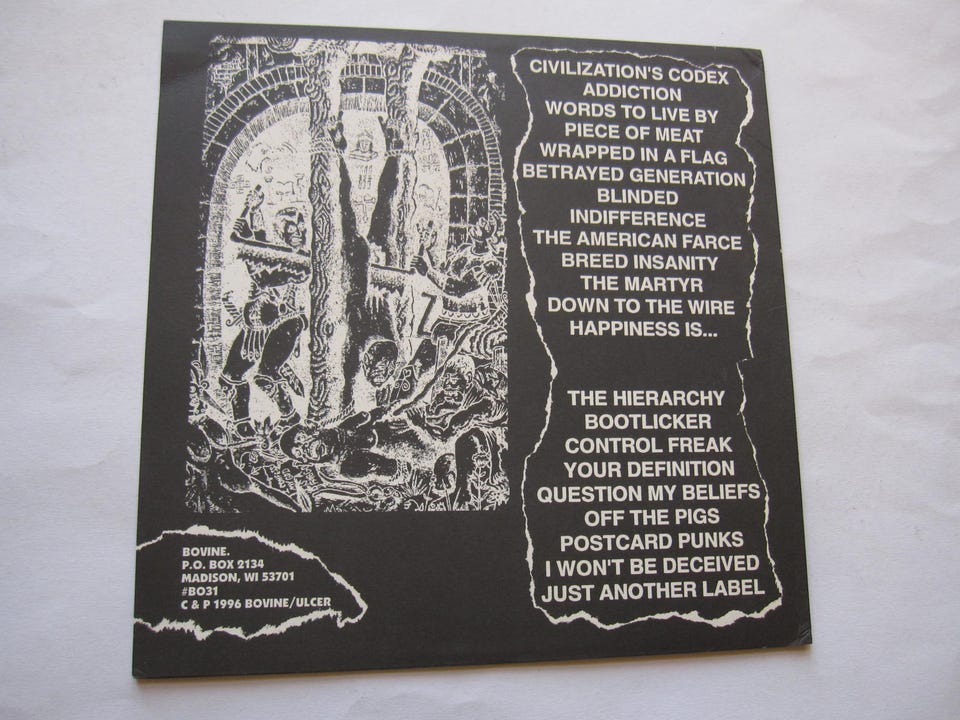 CIVILIZATION'S CODEX
ADDICTION
WORDS TO LIVE BY
PIECE OF MEAT
WRAPPED IN A FLAG
BETRAYED GENERATION
BLINDED
INDIFFERENCE
THE AMERICAN FARCE
BREED INSANITY
THE MARTYR
DOWN TO THE WIRE
HAPPINESS IS...
THE HIERARCHY
BOOTLICKER
CONTROL FREAK
YOUR DEFINITION
QUESTION MY BELIEFS
OFF THE PIGS
POSTCARD PUNKS
I WON'T BE DECEIVED
JUST ANOTHER LABEL
BOVINE.
P.O. BOX 2134
MADISON, WI 53701
#BO31
C & P 1996 BOVINE/ULCER